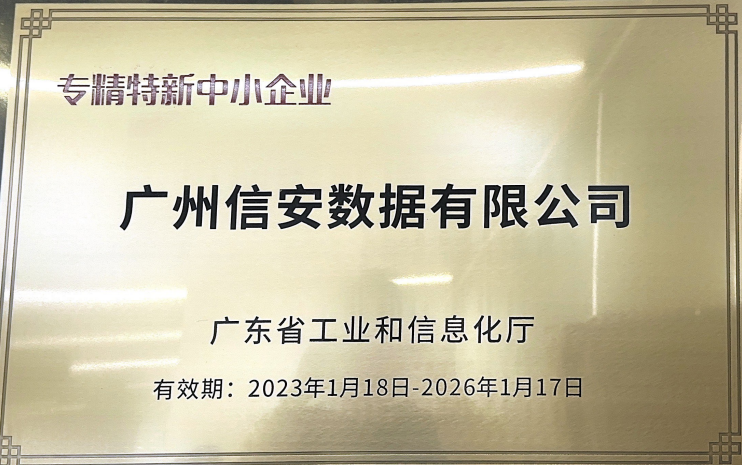 专精特新中小企业
广州信安数据有限公司
广东省工业和信息化厅
有效期：2023年1月18日-2026年1月17日